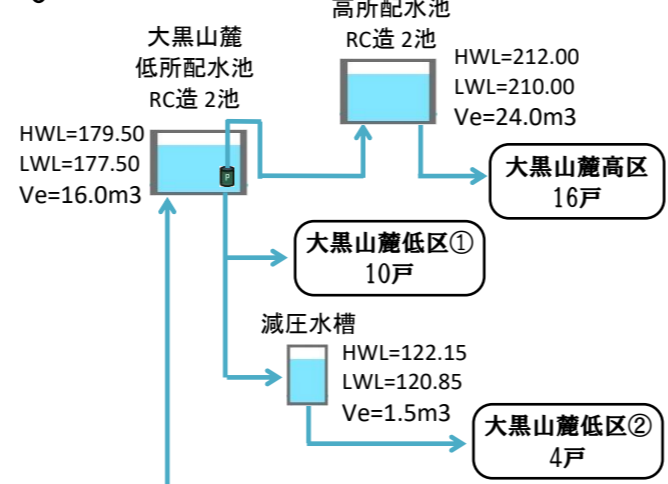 高所配水池
RC造 2池
HWL=212.00
LWL=210.00
Ve=24.0m3
大黒山麓
低所配水池
RC造 2池
HWL=179.50
LWL=177.50
Ve=16.0m3
P
大黒山麓高区
16戸
大黒山麓低区①
10戸
減圧水槽
HWL=122.15
LWL=120.85
Ve=1.5m3
大黒山麓低区②
4戸